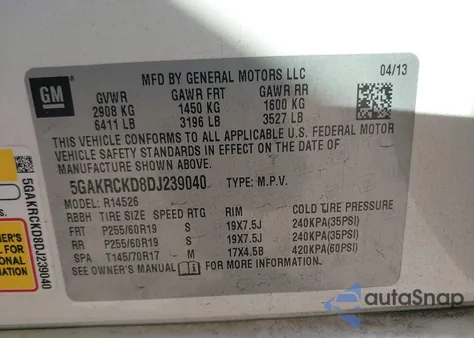 GM
MFD BY GENERAL MOTORS LLC 04/13
GVWR GAWR FRT GAWR RR
2908 KG 1450 KG 1600 KG
6411 LB 3196 LB 3527 LB
THIS VEHICLE CONFORMS TO ALL APPLICABLE U.S. FEDERAL MOTOR
VEHICLE SAFETY STANDARDS IN EFFECT ON THE DATE OF
MANUFACTURE SHOWN ABOVE.
5GAKRCKD8DJ239040 TYPE: M.P.V.
MODEL: R14526
RBBH TIRE SIZE SPEED RTG RIM COLD TIRE PRESSURE
FRT P255/60R19 S 19X7.5J 240KPA(35PSI)
RR P255/60R19 S 19X7.5J 240KPA(35PSI)
SPA T145/70R17 M 17X4.5B 420KPA(60PSI)
SEE OWNER'S MANUAL FOR MORE INFORMATION.
5GAKRCKD8DJ239040
OWNER'S
FOR
ONAL
MATION
autoSnap